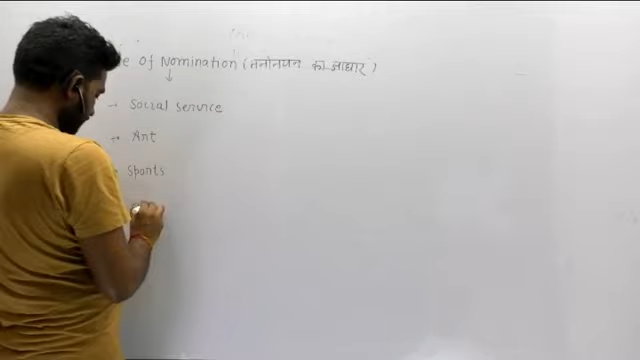 e of Nomination (मनोनयन का आधार)
→ Social service
→ Art
Sports